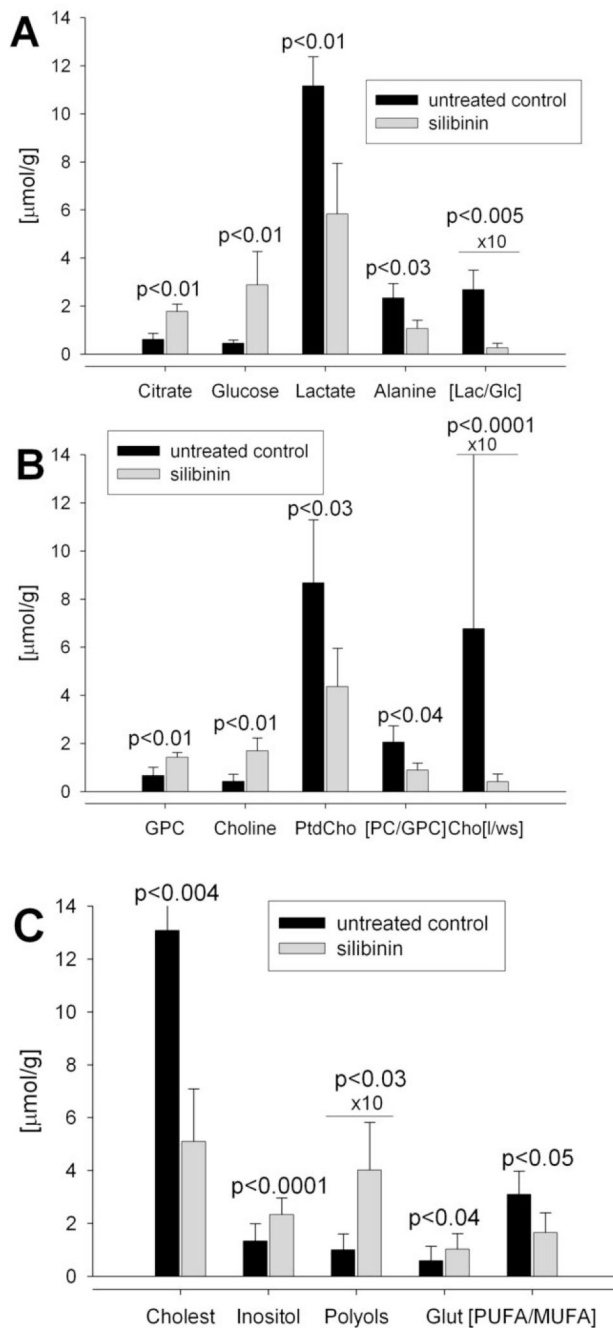 A
p<0.01
14
12
10
8
6
4
2
0
[μmol/g]
untreated control
silibinin
p<0.005
x10
p<0.01
p<0.01
p<0.03
Citrate Glucose Lactate Alanine [Lac/Glc]
B
14
12
10
8
6
4
2
0
[μmol/g]
untreated control
silibinin
p<0.0001
x10
p<0.03
p<0.01
p<0.01
p<0.04
GPC Choline PtdCho [PC/GPC] Cho[l/ws]
C
14
12
10
8
6
4
2
0
[μmol/g]
p<0.004
untreated control
silibinin
p<0.03
x10
p<0.05
p<0.0001
p<0.04
Cholest Inositol Polyols Glut [PUFA/MUFA]